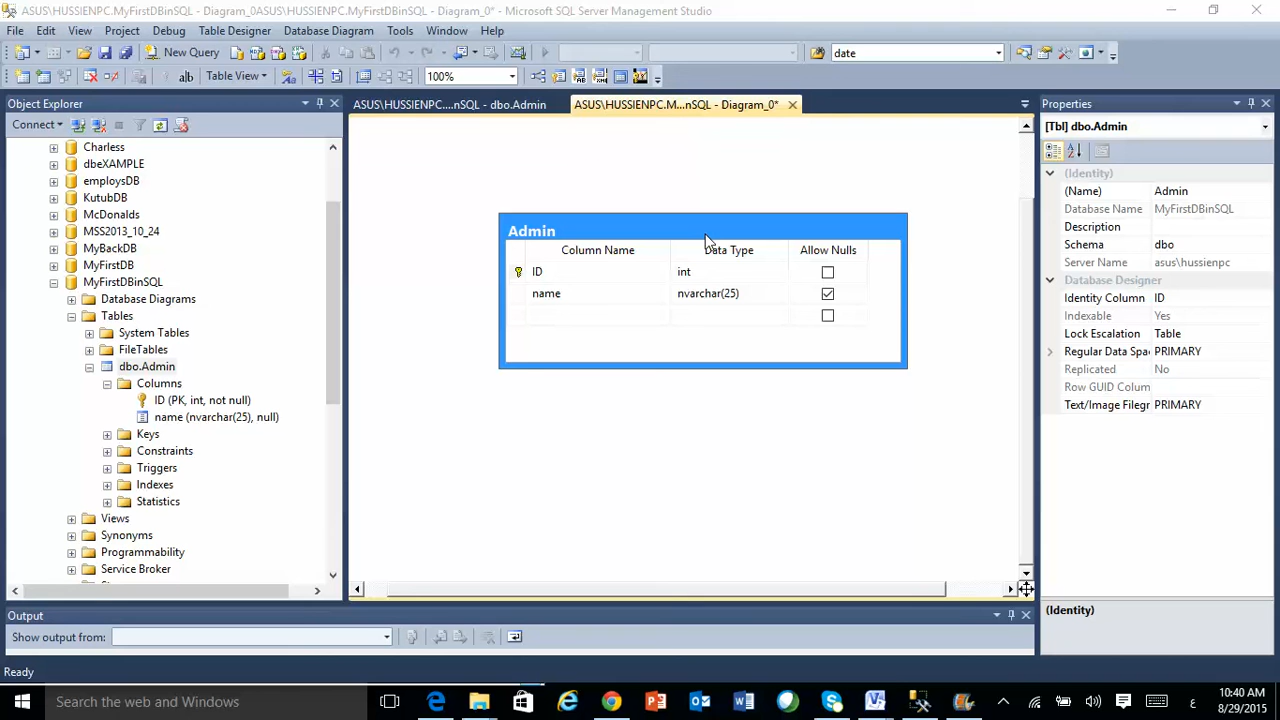 ASUS\HUSSIENPC.MyFirstDBinSQL - Diagram_0ASUS\HUSSIENPC.MyFirstDBinSQL - Diagram_0* - Microsoft SQL Server Management Studio
File Edit View Project Debug Table Designer Database Diagram Tools Window Help
New Query date
ab Table View 100%
Object Explorer
Connect
Charless
dbeXAMPLE
employsDB
KutubDB
McDonalds
MSS2013_10_24
MyBackDB
MyFirstDB
MyFirstDBinSQL
Database Diagrams
Tables
System Tables
FileTables
dbo.Admin
Columns
ID (PK, int, not null)
name (nvarchar(25), null)
Keys
Constraints
Triggers
Indexes
Statistics
Views
Synonyms
Programmability
Service Broker
ASUS\HUSSIENPC....nSQL - dbo.Admin
ASUS\HUSSIENPC.M...nSQL - Diagram_0*
Admin
Column Name Data Type Allow Nulls
ID int
name nvarchar(25)
Properties
[Tbl] dbo.Admin
(Identity)
(Name) Admin
Database Name MyFirstDBinSQL
Description
Schema dbo
Server Name asus\hussienpc
Database Designer
Identity Column ID
Indexable Yes
Lock Escalation Table
Regular Data Spac PRIMARY
Replicated No
Row GUID Column
Text/Image Filegr PRIMARY
(Identity)
Output
Show output from:
Ready
Search the web and Windows
ع
10:40 AM
8/29/2015